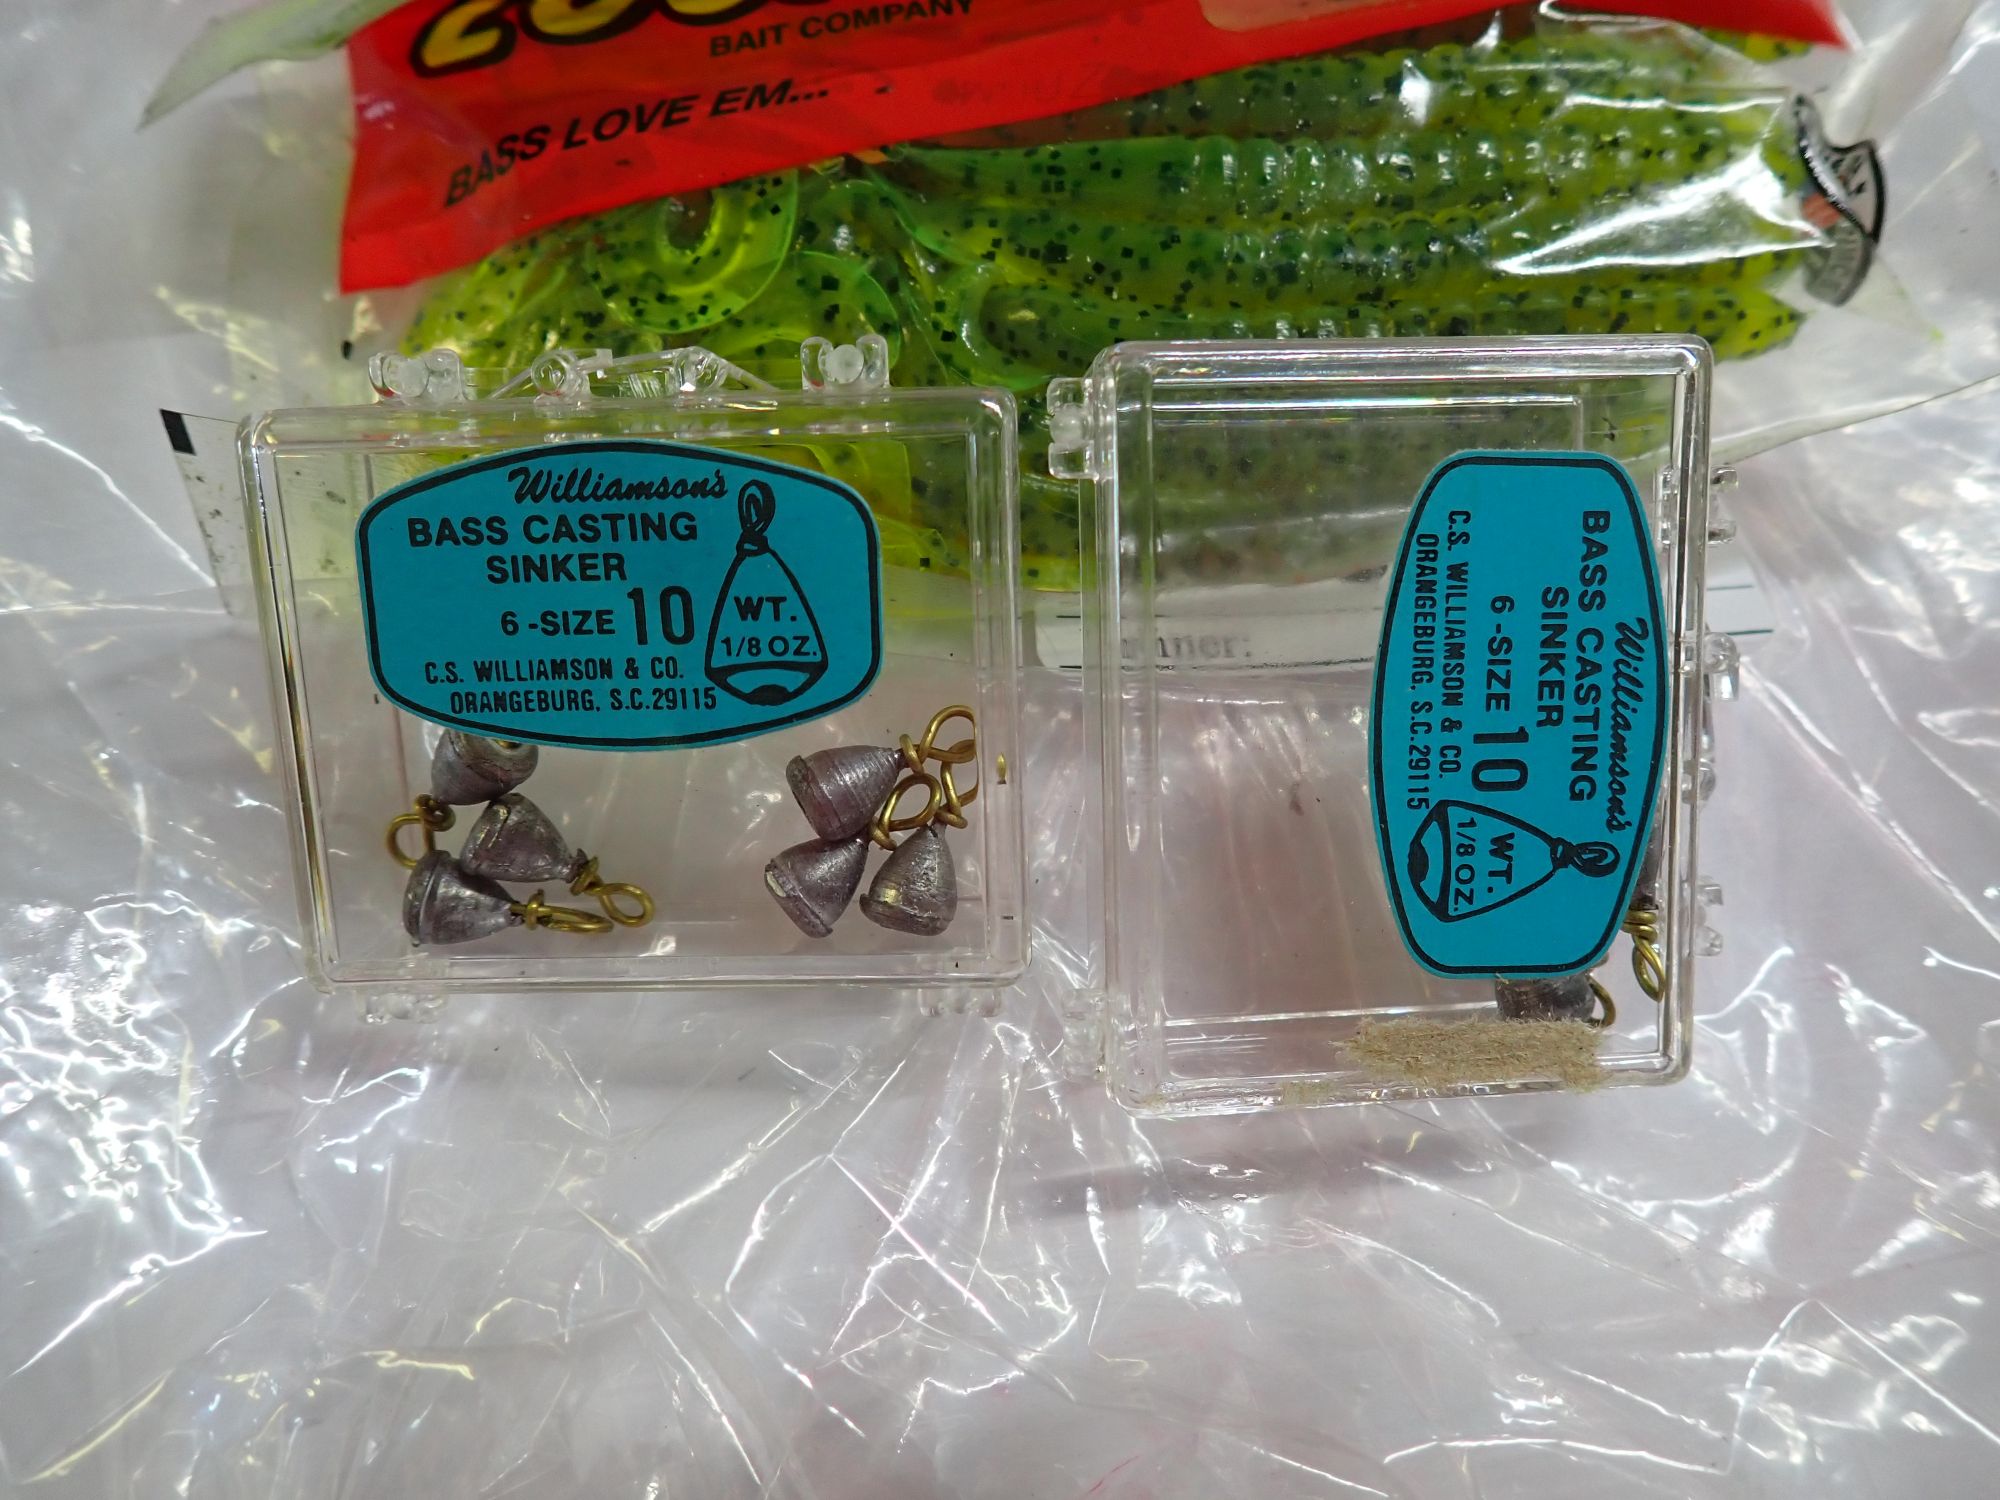 BAIT COMPANY
BASS LOVE EM...
Williamson's
BASS CASTING
SINKER
6-SIZE 10
WT.
1/8 OZ.
C.S. WILLIAMSON & CO.
ORANGEBURG, S.C. 29115
Williamson's
BASS CASTING
SINKER
6-SIZE 10
WT.
1/8 OZ.
C.S. WILLIAMSON & CO.
ORANGEBURG, S.C. 29115